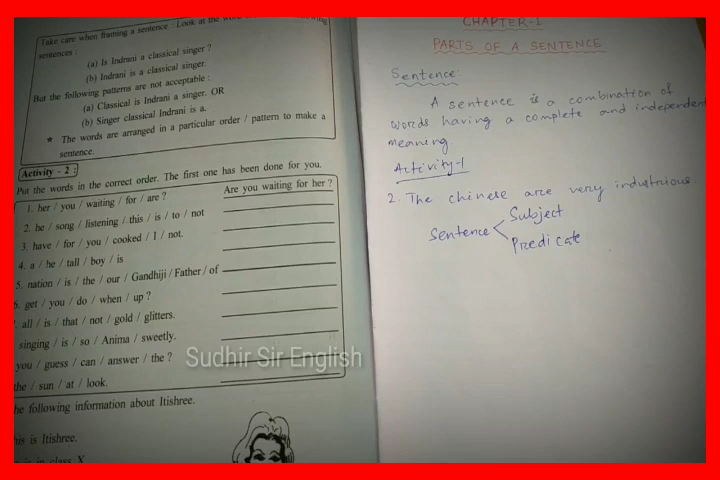 Take care when framing a sentence. Look at the
sentences :
(a) Is Indrani a classical singer ?
(b) Indrani is a classical singer.
But the following patterns are not acceptable :
(a) Classical is Indrani a singer. OR
(b) Singer classical Indrani is a.
★ The words are arranged in a particular order / pattern to make a
sentence.
Activity - 2 :
Put the words in the correct order. The first one has been done for you.
1. her / you / waiting / for / are ? Are you waiting for her ?
2. he / song / listening / this / is / to / not
3. have / for / you / cooked / I / not.
4. a / he / tall / boy / is
5. nation / is / the / our / Gandhiji / Father / of
6. get / you / do / when / up ?
all / is / that / not / gold / glitters.
singing / is / so / Anima / sweetly.
you / guess / can / answer / the ?
the / sun / at / look.
he following information about Itishree.
his is Itishree.
is in class X
CHAPTER-1
PARTS OF A SENTENCE
Sentence:
A sentence is a combination of
words having a complete and independent
meaning
Activity-1
2. The chinese are very industrious.
Sentence
Subject
Predicate
Sudhir Sir English